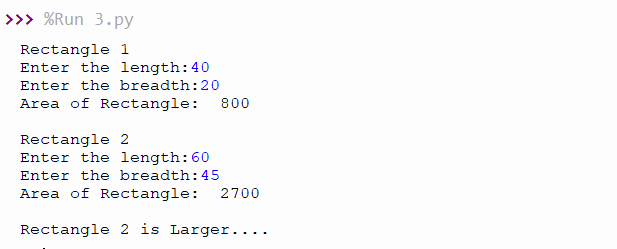 >>> %Run 3.py
Rectangle 1
Enter the length:40
Enter the breadth:20
Area of Rectangle:  800
Rectangle 2
Enter the length:60
Enter the breadth:45
Area of Rectangle:  2700
Rectangle 2 is Larger....